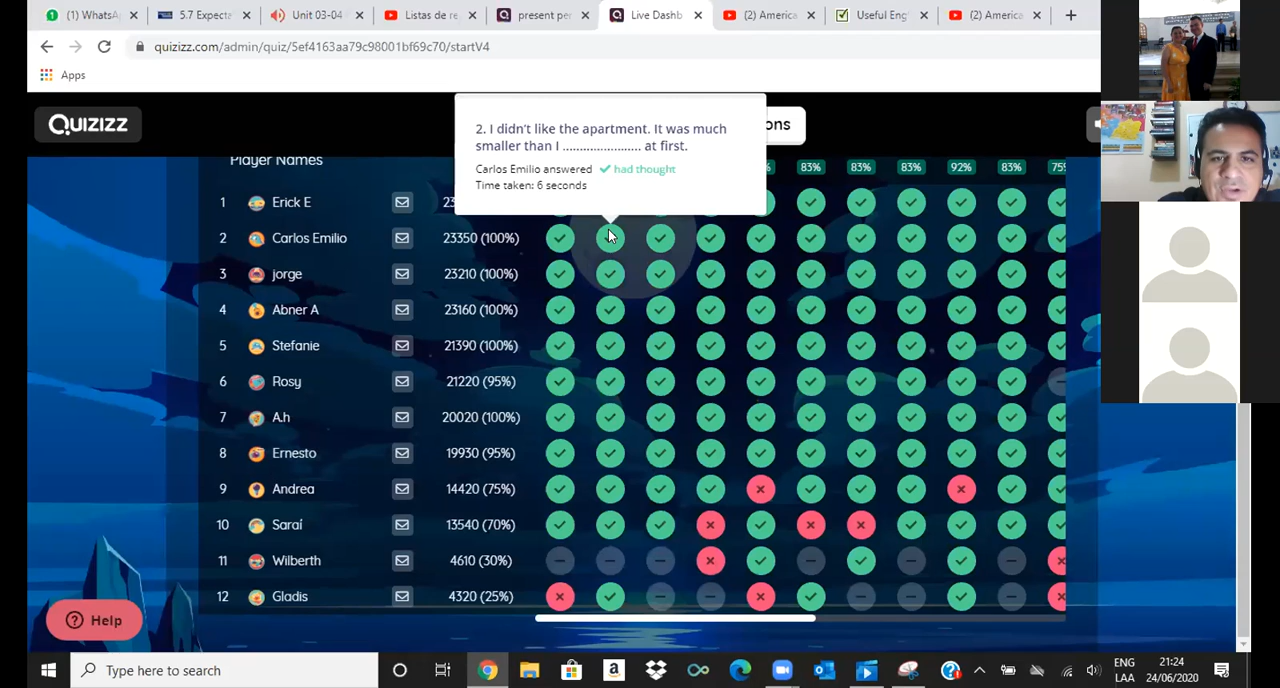 (1) WhatsA
5.7 Expecta
Unit 03-04
Listas de re
present per
Live Dashb
(2) America
Useful Eng
(2) America
quizizz.com/admin/quiz/5ef4163aa79c98001bf69c70/startV4
Apps
QUIZIZZ
ons
2. I didn't like the apartment. It was much
smaller than I ....................... at first.
Carlos Emilio answered had thought
Time taken: 6 seconds
Player Names
83% 83% 83% 92% 83% 75%
1 Erick E
2 Carlos Emilio 23350 (100%)
3 jorge 23210 (100%)
4 Abner A 23160 (100%)
5 Stefanie 21390 (100%)
6 Rosy 21220 (95%)
7 A.h 20020 (100%)
8 Ernesto 19930 (95%)
9 Andrea 14420 (75%)
10 Saraí 13540 (70%)
11 Wilberth 4610 (30%)
12 Gladis 4320 (25%)
Help
Type here to search
ENG
LAA
21:24
24/06/2020